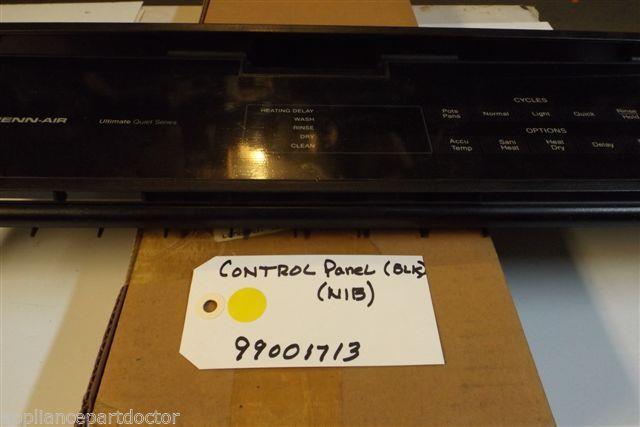 ENN-AIR
Ultimate Quiet Series
HEATING DELAY
WASH
RINSE
DRY
CLEAN
CYCLES
Pots Pans Normal Light Quick Rinse Hold
OPTIONS
Accu Temp Sani Heat Heat Dry Delay
CONTROL Panel (BLK)
(NIB)
99001713
appliancepartdoctor